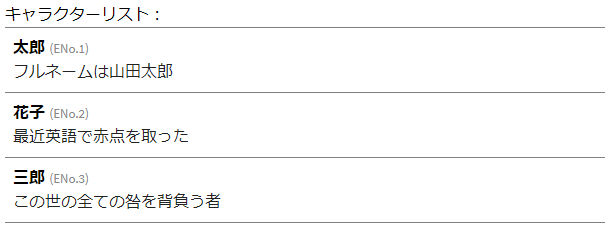 キャラクターリスト：
太郎 (ENo.1)
フルネームは山田太郎
花子 (ENo.2)
最近英語で赤点を取った
三郎 (ENo.3)
この世の全ての咎を背負う者